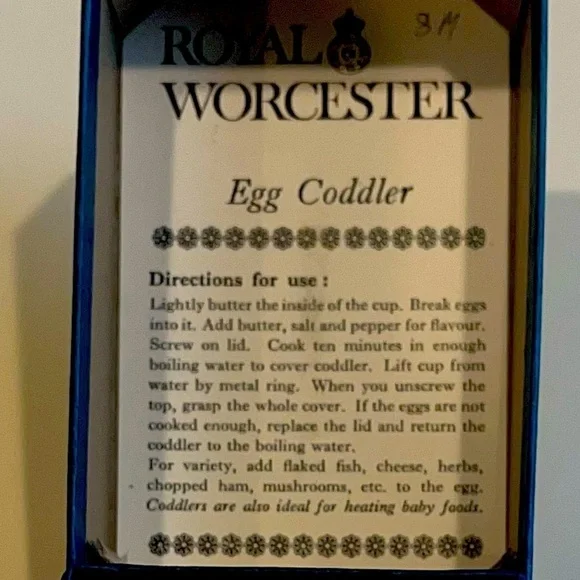 ROYAL
WORCESTER
Egg Coddler
Directions for use :
Lightly butter the inside of the cup. Break eggs
into it. Add butter, salt and pepper for flavour.
Screw on lid. Cook ten minutes in enough
boiling water to cover coddler. Lift cup from
water by metal ring. When you unscrew the
top, grasp the whole cover. If the eggs are not
cooked enough, replace the lid and return the
coddler to the boiling water.
For variety, add flaked fish, cheese, herbs,
chopped ham, mushrooms, etc. to the egg.
Coddlers are also ideal for heating baby foods.